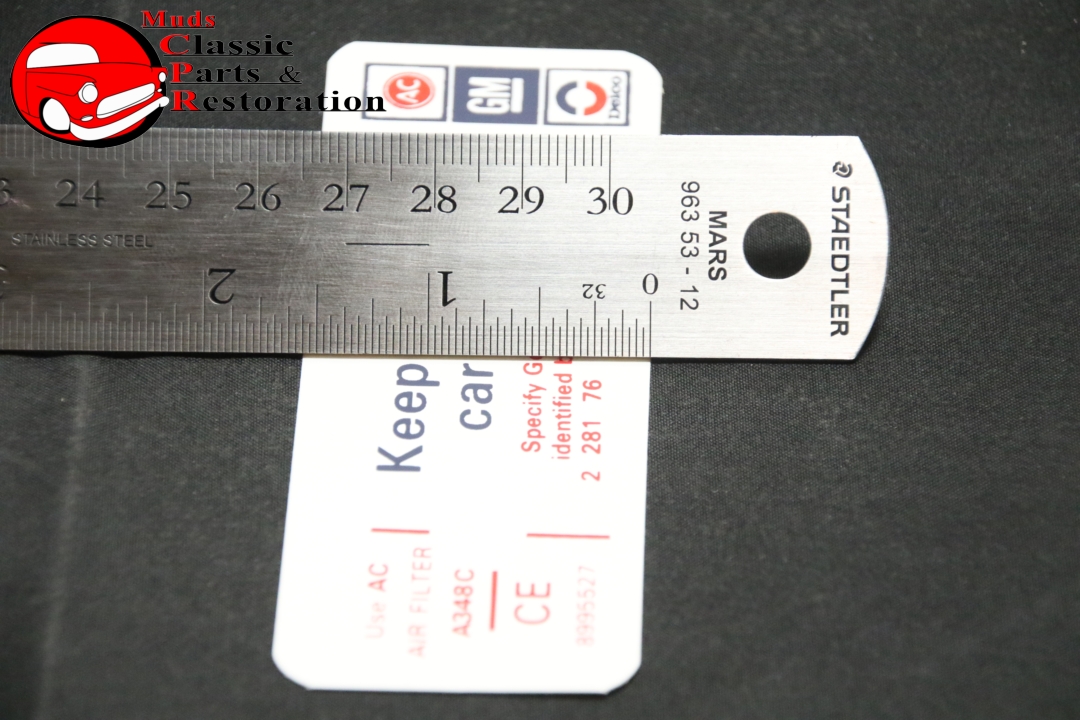 Muds
Classic
Parts &
Restoration
AC
GM
Delco
24 25 26 27 28 29 30
STAINLESS STEEL
2 1 32 0
MARS
963 53 - 12
STAEDTLER
Keep
car
Specify
identified
2 281 76
Use AC
AIR FILTER
A348C
CE
8995527